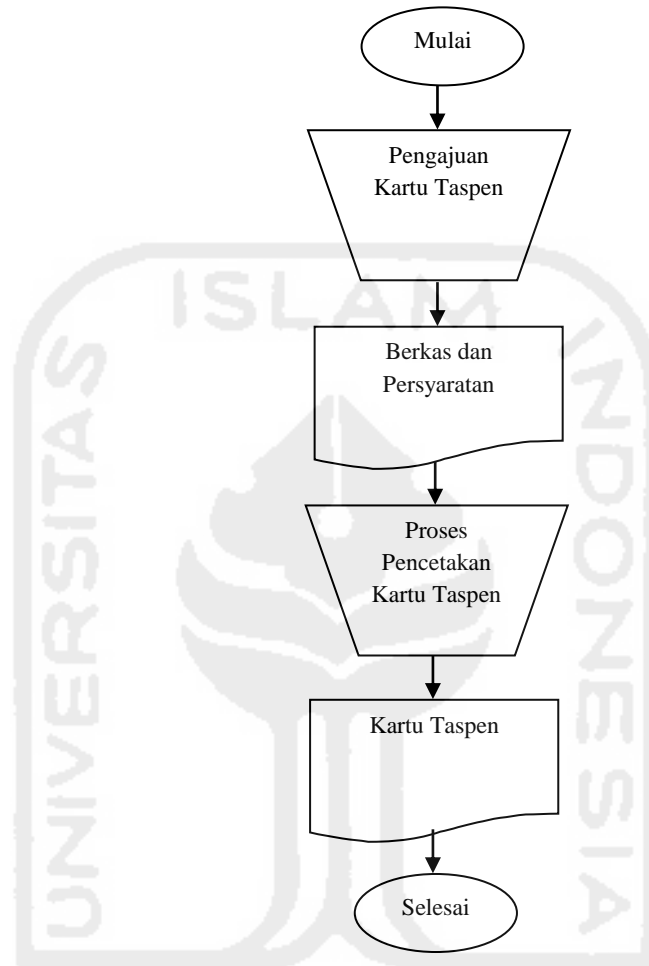 Mulai
Pengajuan
Kartu Taspen
Berkas dan
Persyaratan
Proses
Pencetakan
Kartu Taspen
Kartu Taspen
Selesai
UNIVERSITAS
ISLAM
INDONESIA